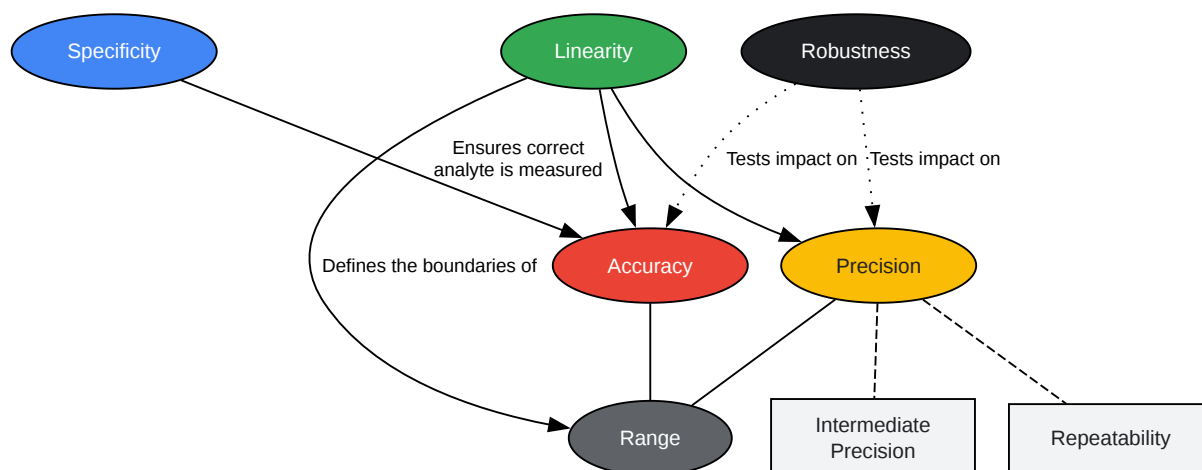 Specificity
Linearity
Robustness
Ensures correct
analyte is measured
Tests impact on
Tests impact on
Defines the boundaries of
Accuracy
Precision
Range
Intermediate
Precision
Repeatability